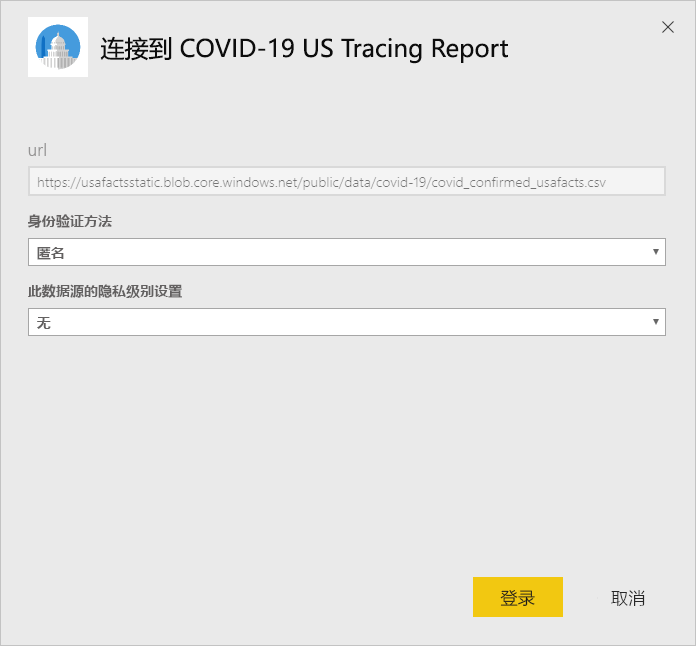 连接到 COVID-19 US Tracing Report
url
https://usafactsstatic.blob.core.windows.net/public/data/covid-19/covid_confirmed_usafacts.csv
身份验证方法
匿名
此数据源的隐私级别设置
无
登录
取消